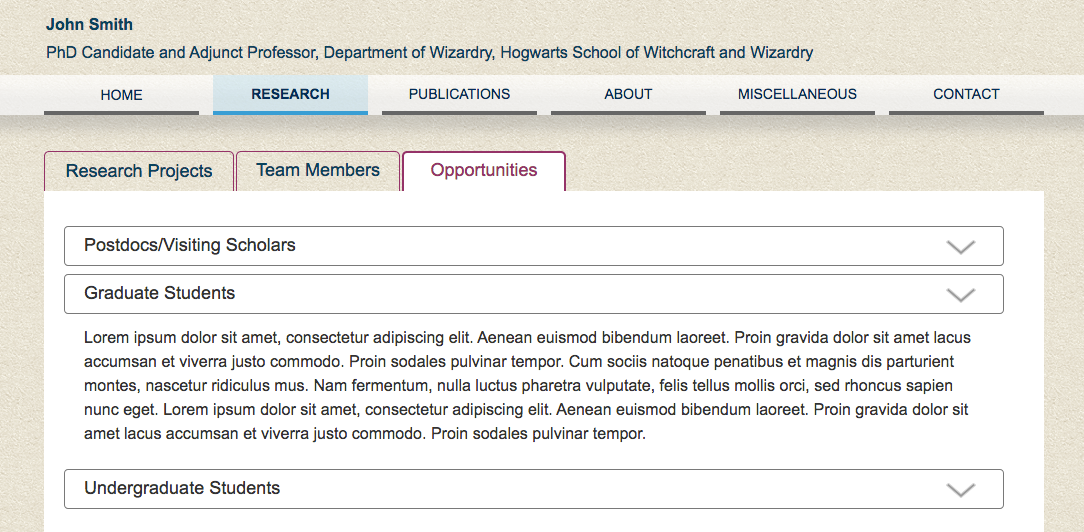 John Smith
PhD Candidate and Adjunct Professor, Department of Wizardry, Hogwarts School of Witchcraft and Wizardry
HOME RESEARCH PUBLICATIONS ABOUT MISCELLANEOUS CONTACT
Research Projects Team Members Opportunities
Postdocs/Visiting Scholars
Graduate Students
Lorem ipsum dolor sit amet, consectetur adipiscing elit. Aenean euismod bibendum laoreet. Proin gravida dolor sit amet lacus
accumsan et viverra justo commodo. Proin sodales pulvinar tempor. Cum sociis natoque penatibus et magnis dis parturient
montes, nascetur ridiculus mus. Nam fermentum, nulla luctus pharetra vulputate, felis tellus mollis orci, sed rhoncus sapien
nunc eget. Lorem ipsum dolor sit amet, consectetur adipiscing elit. Aenean euismod bibendum laoreet. Proin gravida dolor sit
amet lacus accumsan et viverra justo commodo. Proin sodales pulvinar tempor.
Undergraduate Students